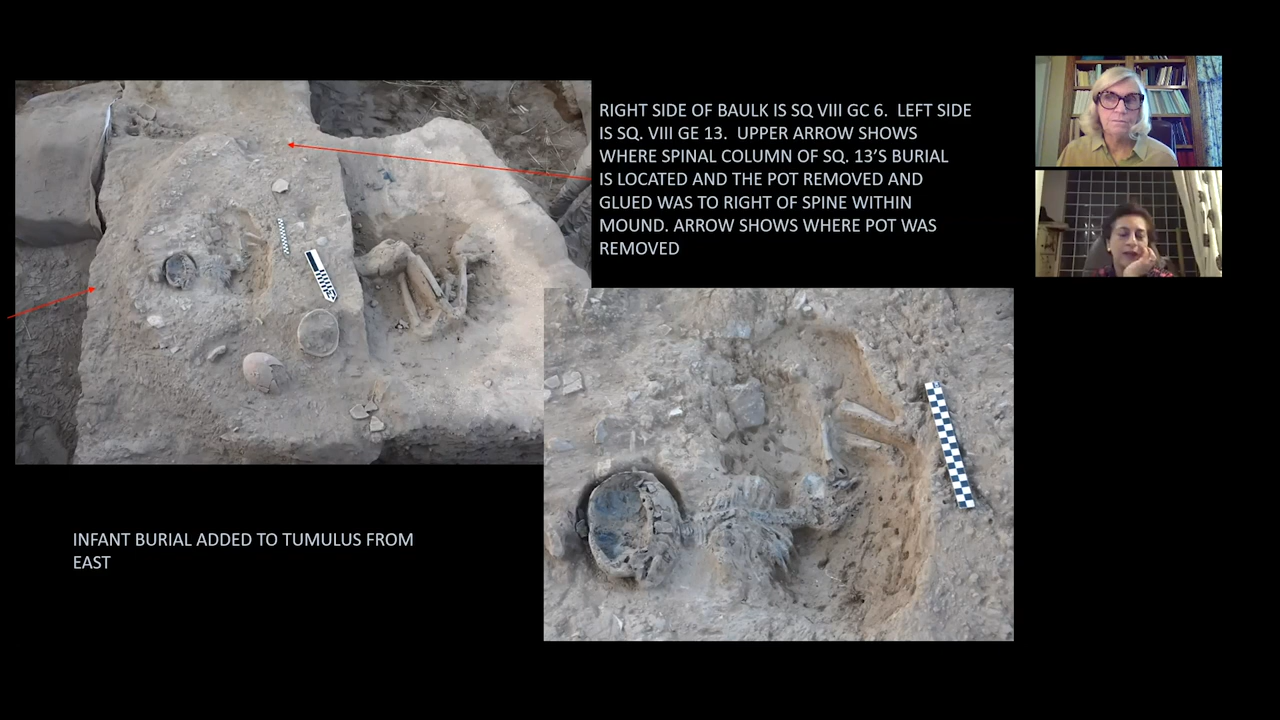 RIGHT SIDE OF BAULK IS SQ VIII GC 6. LEFT SIDE
IS SQ. VIII GE 13. UPPER ARROW SHOWS
WHERE SPINAL COLUMN OF SQ. 13'S BURIAL
IS LOCATED AND THE POT REMOVED AND
GLUED WAS TO RIGHT OF SPINE WITHIN
MOUND. ARROW SHOWS WHERE POT WAS
REMOVED
INFANT BURIAL ADDED TO TUMULUS FROM
EAST